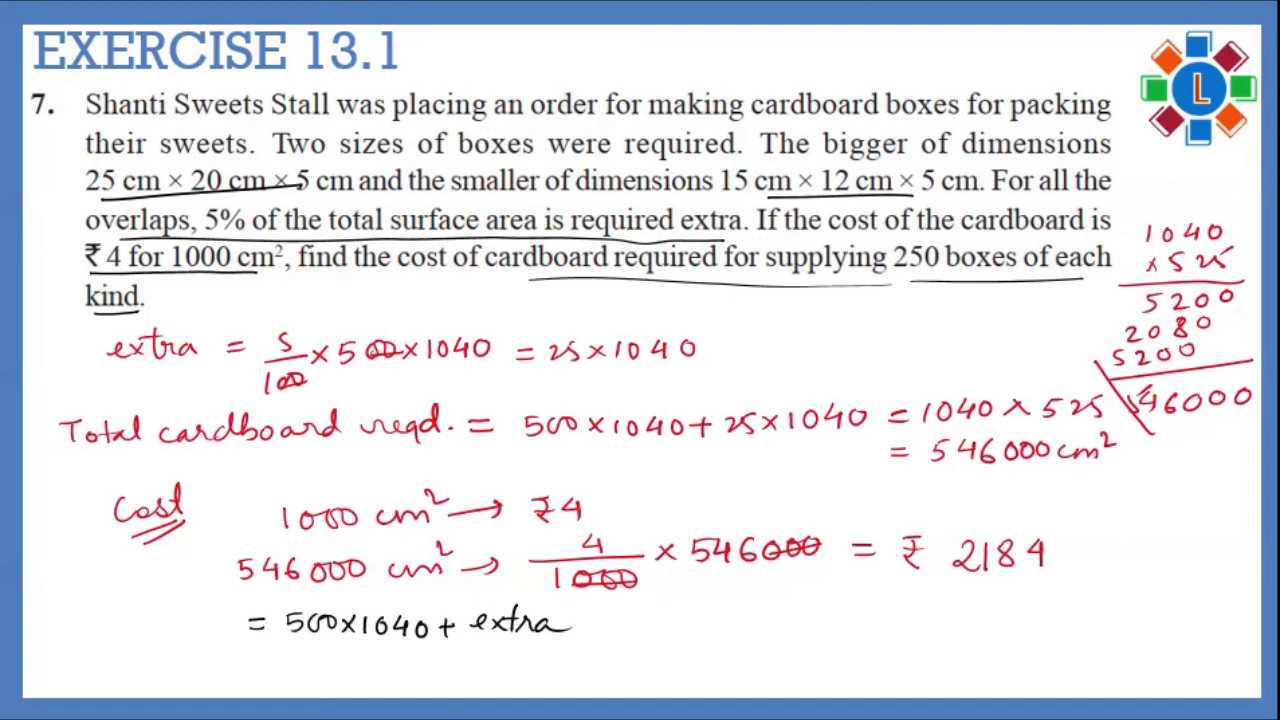 EXERCISE 13.1
7. Shanti Sweets Stall was placing an order for making cardboard boxes for packing
their sweets. Two sizes of boxes were required. The bigger of dimensions
25 cm × 20 cm × 5 cm and the smaller of dimensions 15 cm × 12 cm × 5 cm. For all the
overlaps, 5% of the total surface area is required extra. If the cost of the cardboard is
₹ 4 for 1000 cm², find the cost of cardboard required for supplying 250 boxes of each
kind.
L
1040
×525
5200
2080
5200
546000
extra = 5/100 × 500 × 1040 = 25 × 1040
Total cardboard reqd. = 500 × 1040 + 25 × 1040 = 1040 × 525
= 546000 cm²
Cost
1000 cm² → ₹4
546000 cm² → 4/1000 × 546000 = ₹ 2184
= 500×1040 + extra